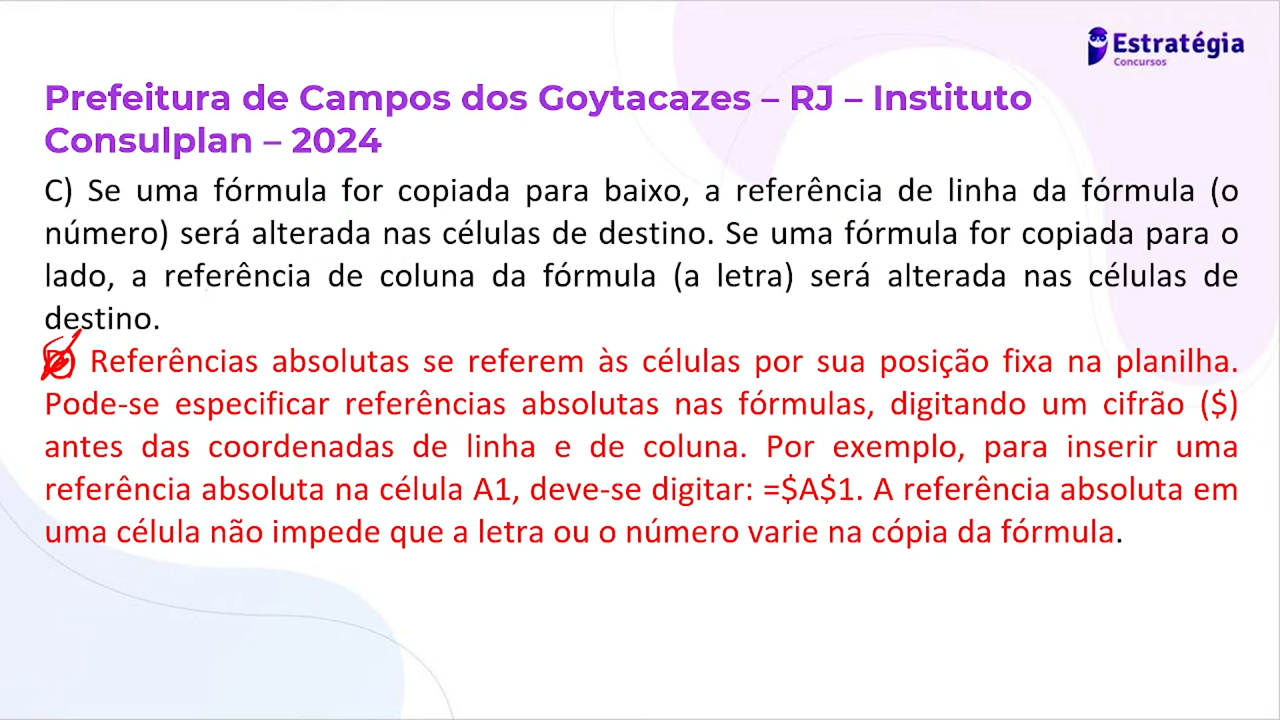 Estratégia
Concursos
Prefeitura de Campos dos Goytacazes – RJ – Instituto
Consulplan – 2024
C) Se uma fórmula for copiada para baixo, a referência de linha da fórmula (o
número) será alterada nas células de destino. Se uma fórmula for copiada para o
lado, a referência de coluna da fórmula (a letra) será alterada nas células de
destino.
D) Referências absolutas se referem às células por sua posição fixa na planilha.
Pode-se especificar referências absolutas nas fórmulas, digitando um cifrão ($)
antes das coordenadas de linha e de coluna. Por exemplo, para inserir uma
referência absoluta na célula A1, deve-se digitar: =$A$1. A referência absoluta em
uma célula não impede que a letra ou o número varie na cópia da fórmula.